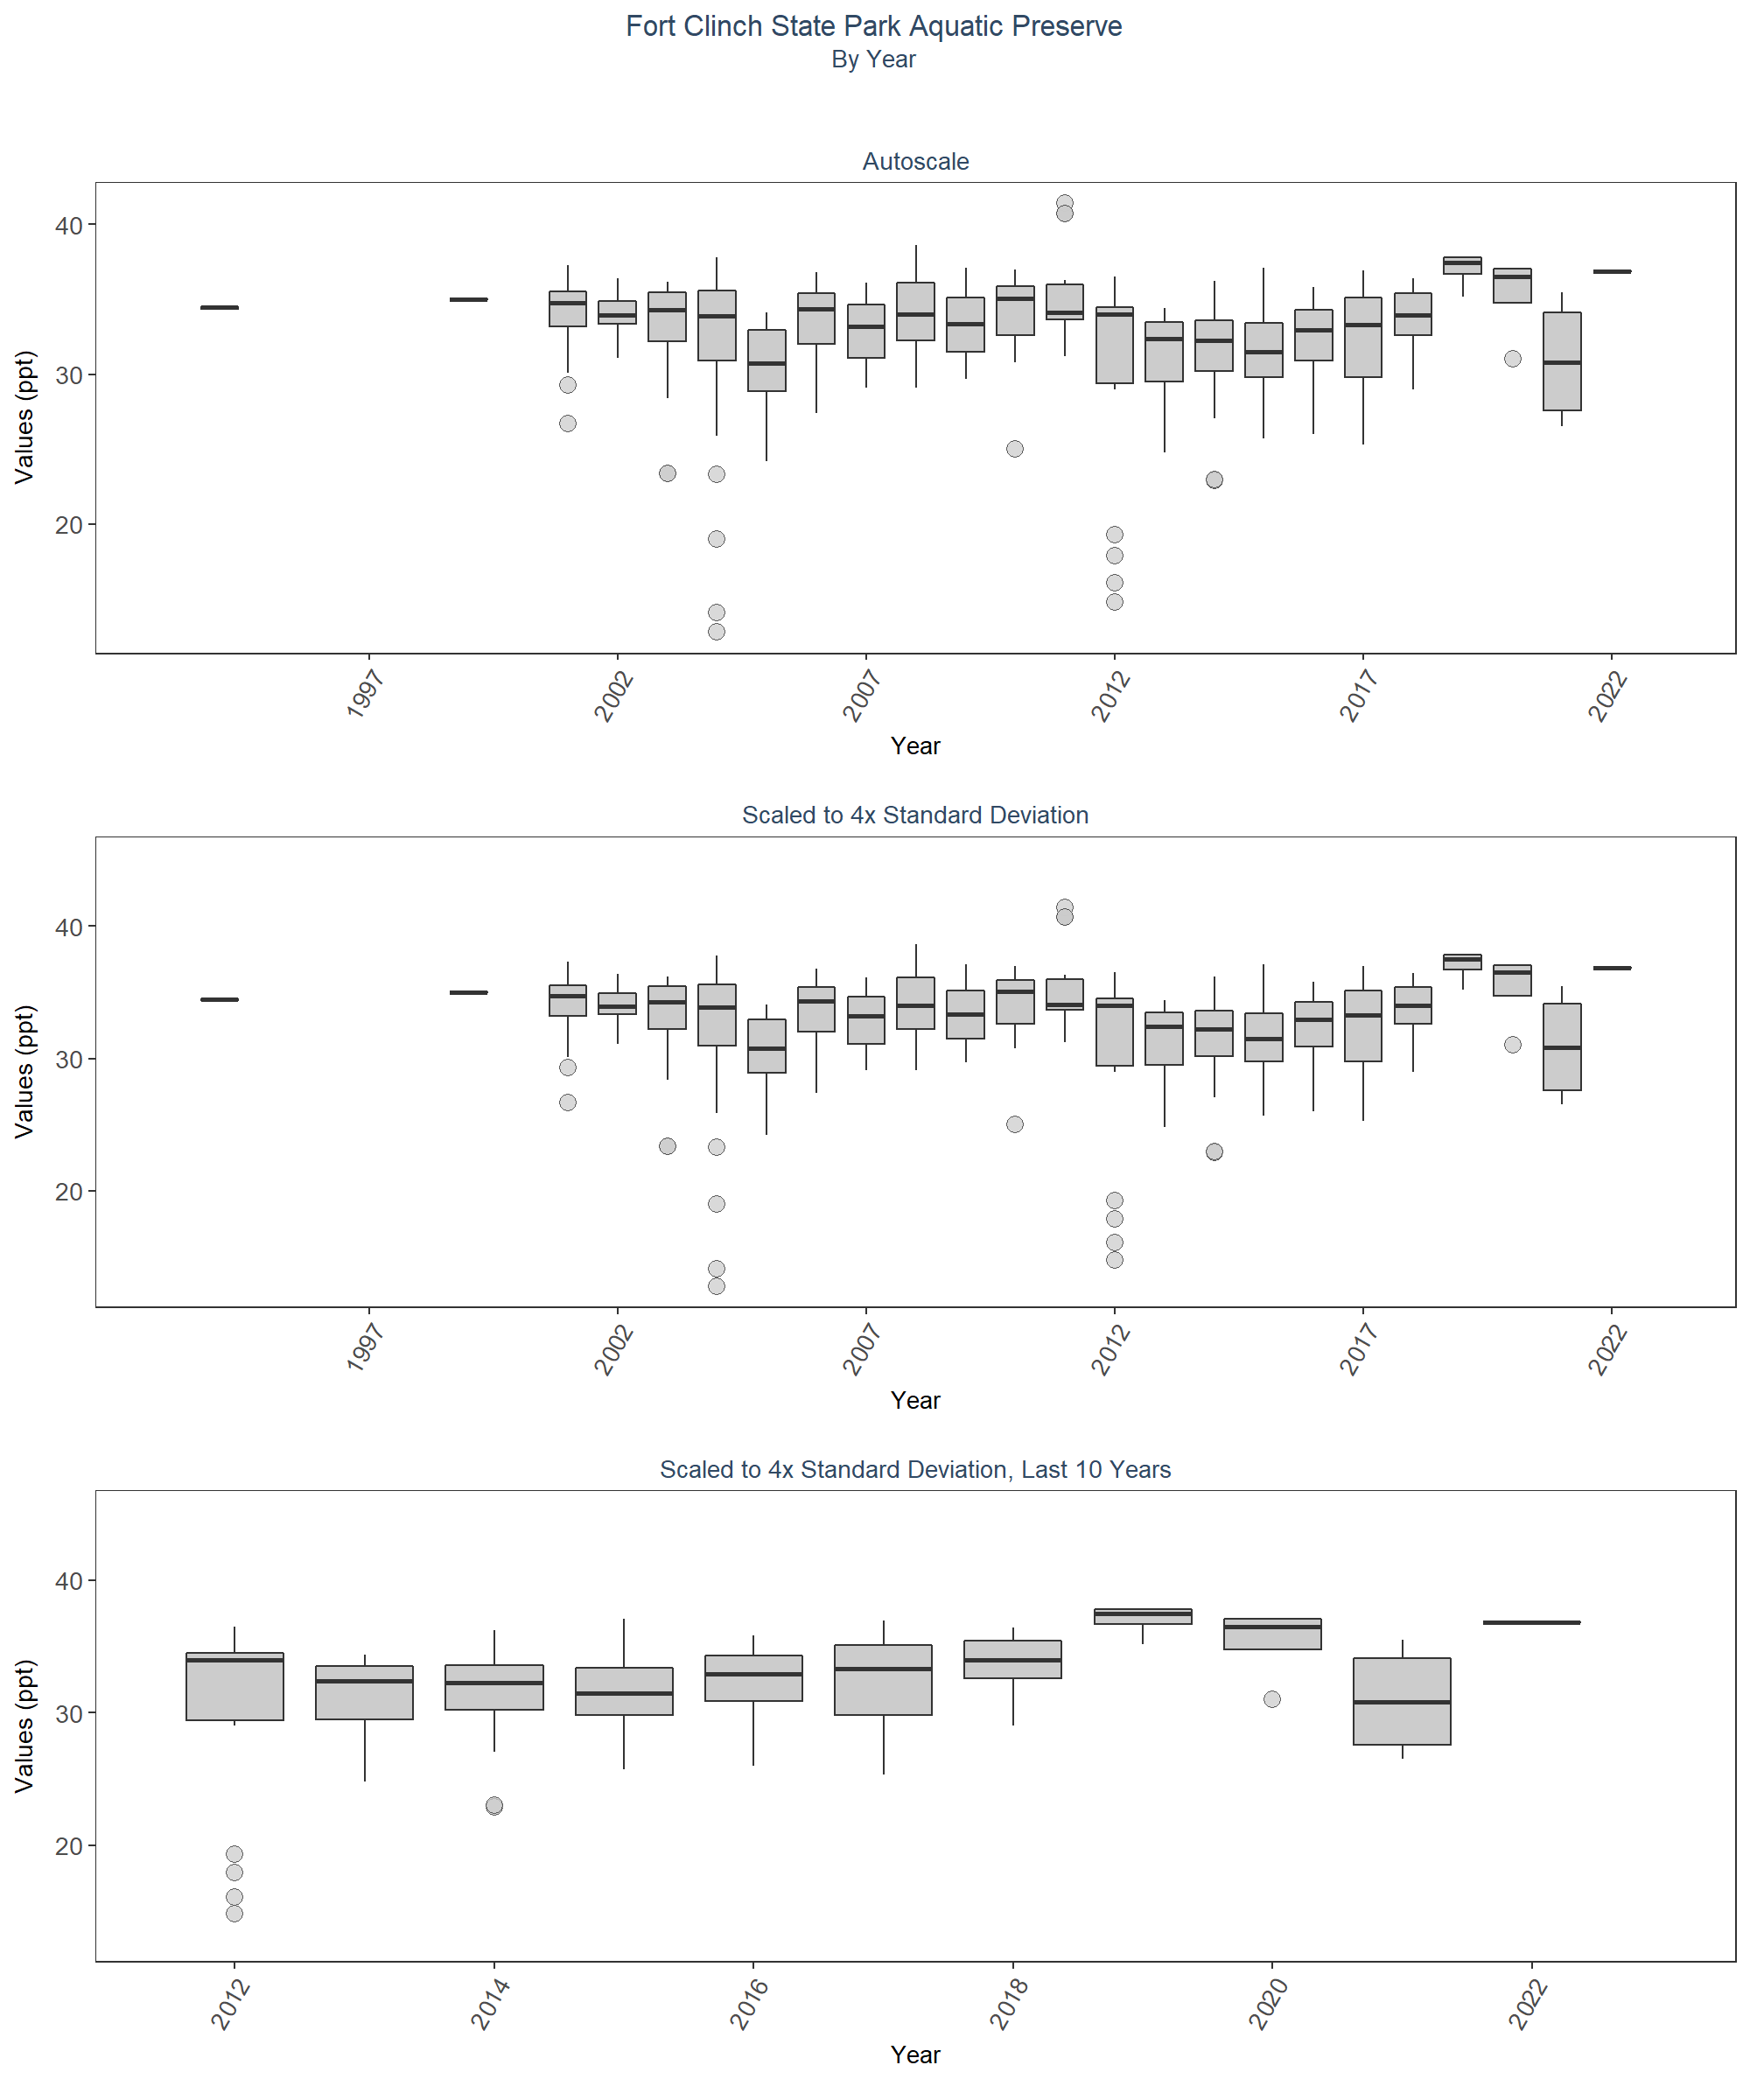 Fort Clinch State Park Aquatic Preserve
By Year
Autoscale
Values (ppt)
40
30
20
1997
2002
2007
2012
2017
2022
Year
Scaled to 4x Standard Deviation
Values (ppt)
40
30
20
1997
2002
2007
2012
2017
2022
Year
Scaled to 4x Standard Deviation, Last 10 Years
Values (ppt)
40
30
20
2012
2014
2016
2018
2020
2022
Year